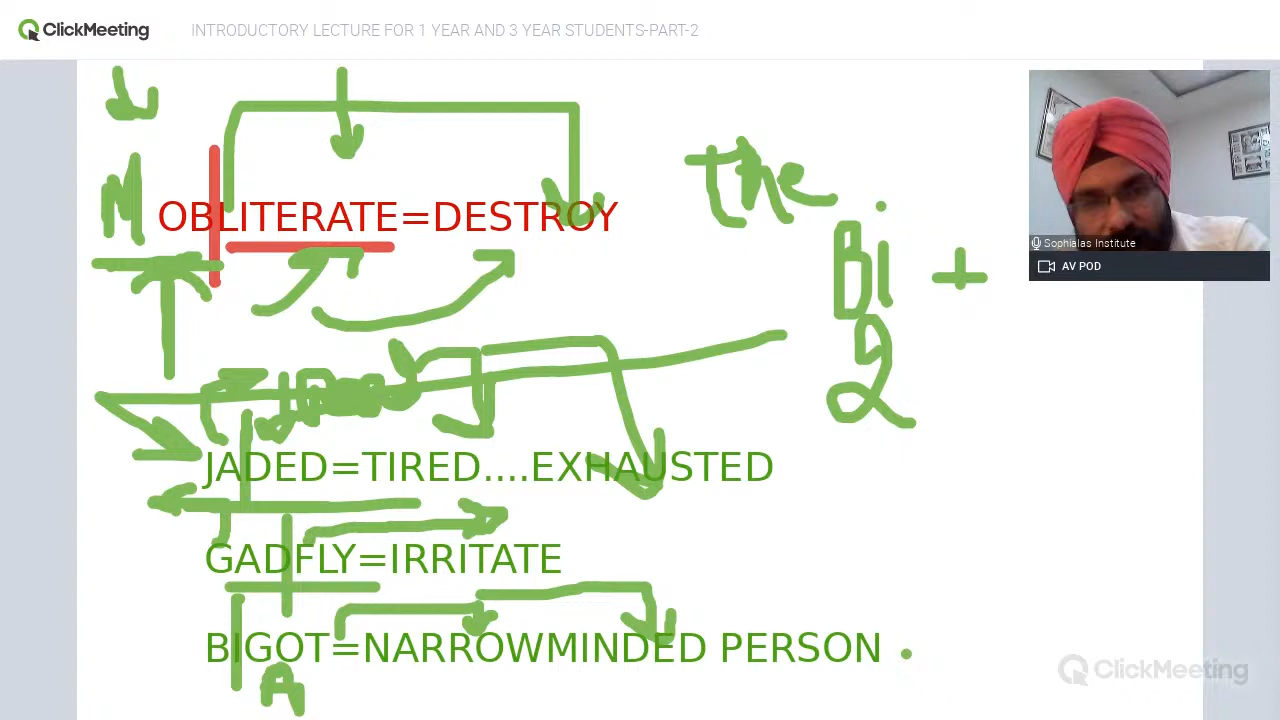 ClickMeeting INTRODUCTORY LECTURE FOR 1 YEAR AND 3 YEAR STUDENTS-PART-2
the
OBLITERATE=DESTROY
Sophialas Institute
AV POD
Bi +
2
JADED=TIRED....EXHAUSTED
GADFLY=IRRITATE
BIGOT=NARROWMINDED PERSON
ClickMeeting